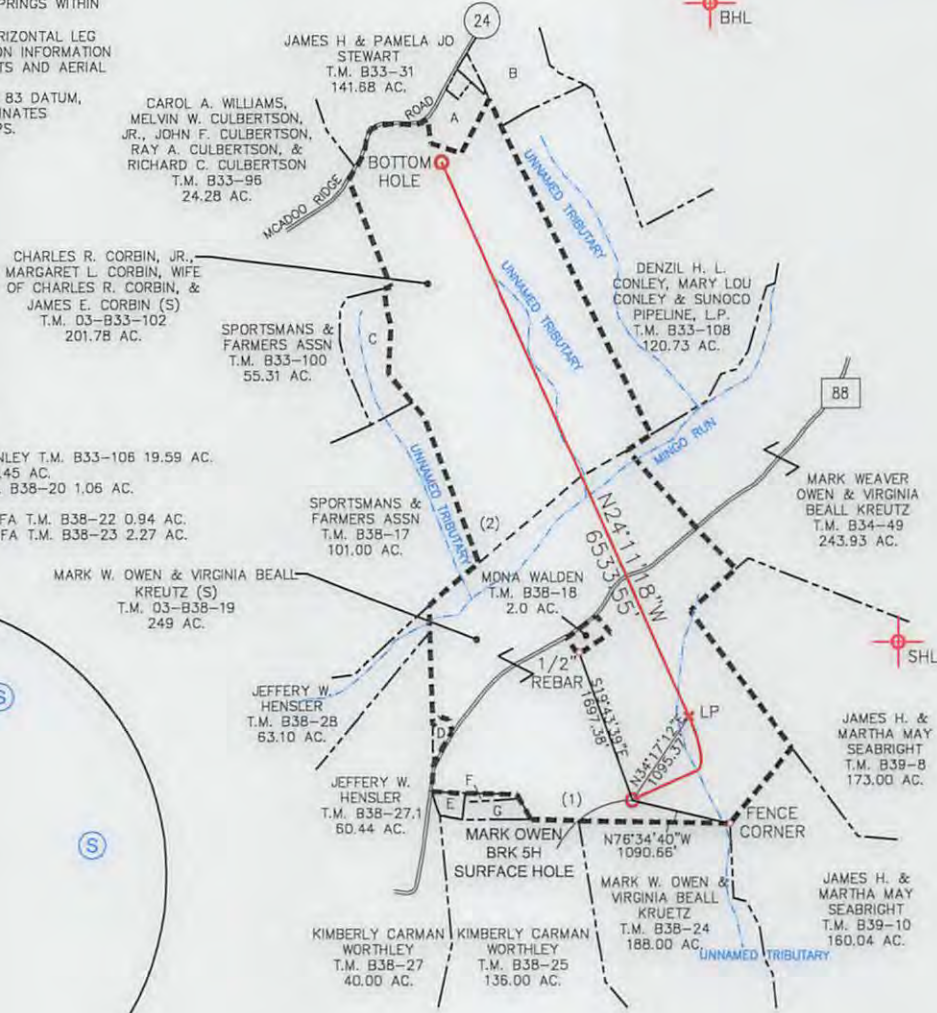 PRINGS WITHIN
RIZONTAL LEG
ON INFORMATION
TS AND AERIAL
83 DATUM,
INATES
PS.
BHL
24
JAMES H & PAMELA JO
STEWART
T.M. B33-31
141.68 AC.
B
A
CAROL A. WILLIAMS,
MELVIN W. CULBERTSON,
JR., JOHN F. CULBERTSON,
RAY A. CULBERTSON, &
RICHARD C. CULBERTSON
T.M. B33-96
24.28 AC.
MCADOO RIDGE ROAD
BOTTOM
HOLE
UNNAMED TRIBUTARY
UNNAMED TRIBUTARY
CHARLES R. CORBIN, JR.,
MARGARET L. CORBIN, WIFE
OF CHARLES R. CORBIN, &
JAMES E. CORBIN (S)
T.M. 03-B33-102
201.78 AC.
DENZIL H. L.
CONLEY, MARY LOU
CONLEY & SUNOCO
PIPELINE, L.P.
T.M. B33-108
120.73 AC.
SPORTSMANS &
FARMERS ASSN
T.M. B33-100
55.31 AC.
C
88
MINGO RUN
UNNAMED TRIBUTARY
NLEY T.M. B33-106 19.59 AC.
.45 AC.
B38-20 1.06 AC.
FA T.M. B38-22 0.94 AC.
FA T.M. B38-23 2.27 AC.
MARK WEAVER
OWEN & VIRGINIA
BEALL KREUTZ
T.M. B34-49
243.93 AC.
SPORTSMANS &
FARMERS ASSN
T.M. B38-17
101.00 AC.
(2)
N24°11'18"W
6533.55'
MARK W. OWEN & VIRGINIA BEALL
KREUTZ (S)
T.M. 03-B38-19
249 AC.
MONA WALDEN
T.M. B38-18
2.0 AC.
1/2"
REBAR
SHL
S
S19°43'39"E
1697.38'
LP
N34°17'12"E
1095.37'
JEFFERY W.
HENSLER
T.M. B38-28
63.10 AC.
D
JAMES H. &
MARTHA MAY
SEABRIGHT
T.M. B39-8
173.00 AC.
JEFFERY W.
HENSLER
T.M. B38-27.1
60.44 AC.
F
E
G
(1)
S
FENCE
CORNER
MARK OWEN
BRK 5H
SURFACE HOLE
N76°34'40"W
1090.66'
MARK W. OWEN &
VIRGINIA BEALL
KRUETZ
T.M. B38-24
188.00 AC.
JAMES H. &
MARTHA MAY
SEABRIGHT
T.M. B39-10
160.04 AC.
KIMBERLY CARMAN
WORTHLEY
T.M. B38-27
40.00 AC.
KIMBERLY CARMAN
WORTHLEY
T.M. B38-25
136.00 AC.
UNNAMED TRIBUTARY